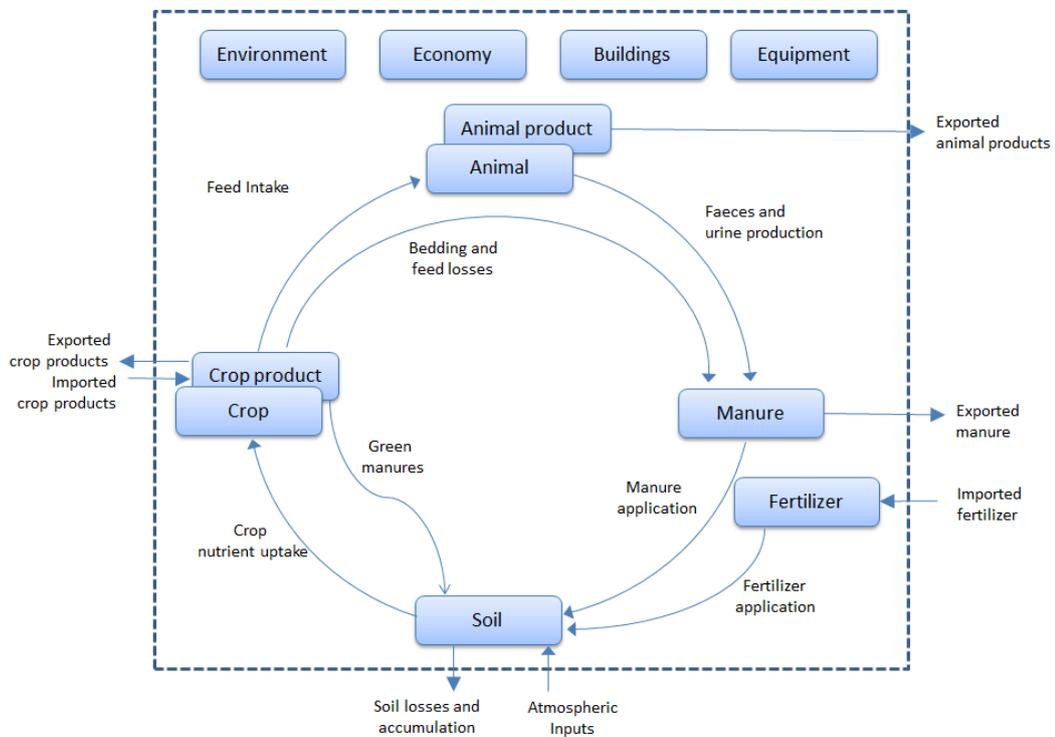 Environment
Economy
Buildings
Equipment
Animal product
Exported
animal products
Animal
Feed Intake
Faeces and
urine production
Bedding and
feed losses
Exported
crop products
Imported
crop products
Crop product
Crop
Manure
Exported
manure
Green
manures
Manure
application
Fertilizer
Imported
fertilizer
Crop
nutrient uptake
Fertilizer
application
Soil
Soil losses and
accumulation
Atmospheric
Inputs